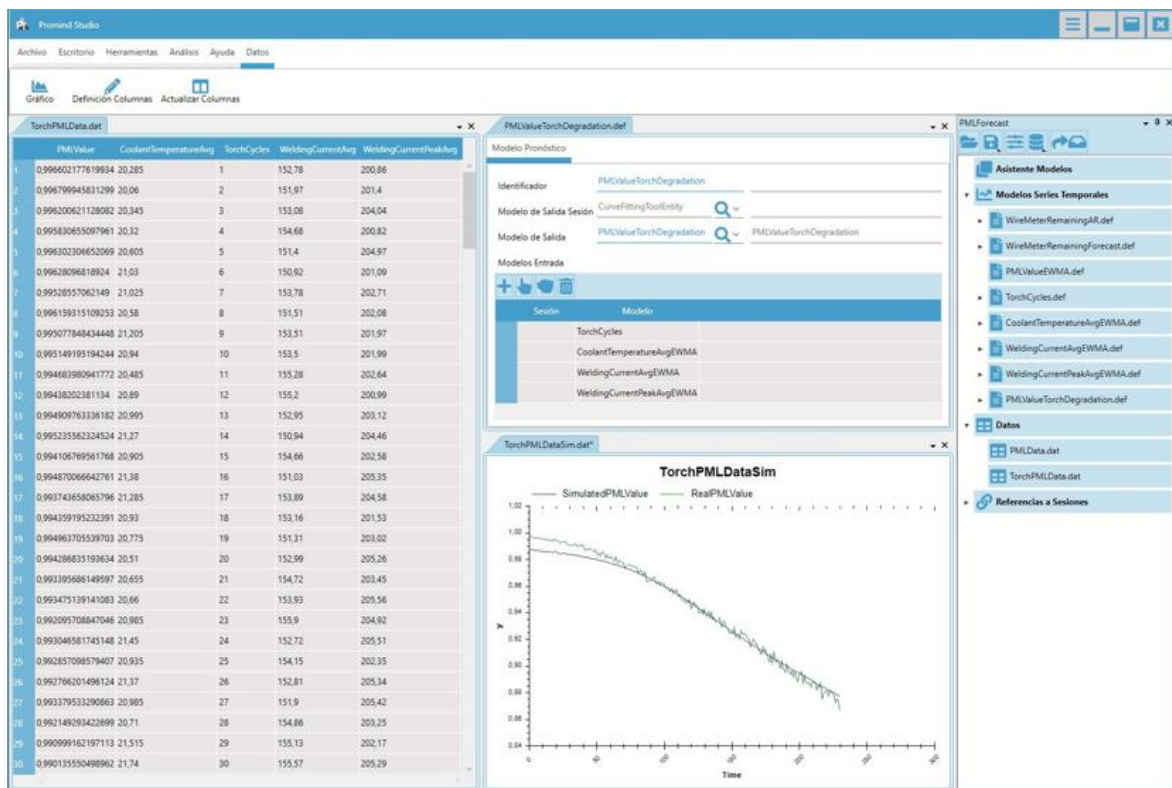 Promind Studio
Archivo Escritorio Herramientas Análisis Ayuda Datos
Gráfico Definición Columnas Actualizar Columnas
TorchPMLData.dat
PMLValue CoolantTemperatureAvg TorchCycles WeldingCurrentAvg WeldingCurrentPeakAvg
1 0,996602177619934 20,285 1 152,78 200,86
2 0,996799945831299 20,06 2 151,97 201,4
3 0,996200621128082 20,345 3 153,08 204,04
4 0,995830655097961 20,32 4 154,68 200,82
5 0,996302306652069 20,605 5 151,4 204,97
6 0,99628096818924 21,03 6 150,92 201,09
7 0,99528557062149 21,025 7 153,78 202,71
8 0,996159315109253 20,58 8 151,51 202,08
9 0,995077848434448 21,205 9 153,51 201,97
10 0,995149195194244 20,94 10 153,5 201,99
11 0,994683980941772 20,485 11 155,28 202,64
12 0,99438202381134 20,89 12 155,2 200,99
13 0,994909763336182 20,995 13 152,95 203,12
14 0,995235562324524 21,27 14 150,94 204,46
15 0,994106769561768 20,905 15 154,66 202,58
16 0,994870066642761 21,38 16 151,03 205,35
17 0,993743658065796 21,285 17 153,89 204,58
18 0,994359195232391 20,93 18 153,16 201,53
19 0,994963705539703 20,775 19 151,31 203,02
20 0,994286835193634 20,51 20 152,99 205,26
21 0,993395686149597 20,655 21 154,72 203,45
22 0,993475139141083 20,66 22 153,93 205,56
23 0,992095708847046 20,985 23 155,9 204,92
24 0,993046581745148 21,45 24 152,72 205,51
25 0,992857098579407 20,935 25 154,15 202,35
26 0,992766201496124 21,37 26 152,81 205,34
27 0,993379533290863 20,985 27 151,9 205,42
28 0,992149293422699 20,71 28 154,86 203,25
29 0,990999162197113 21,515 29 155,13 202,17
30 0,990135550498962 21,74 30 155,57 205,29
PMLValueTorchDegradation.def
Modelo Pronóstico
Identificador PMLValueTorchDegradation
Modelo de Salida Sesión CurveFittingToolEntity
Modelo de Salida PMLValueTorchDegradation PMLValueTorchDegradation
Modelos Entrada
Sesión Modelo
TorchCycles
CoolantTemperatureAvgEWMA
WeldingCurrentAvgEWMA
WeldingCurrentPeakAvgEWMA
TorchPMLDataSim.dat*
TorchPMLDataSim
SimulatedPMLValue RealPMLValue
1,02
1,00
0,98
0,96
0,94
0,92
0,90
0,88
0,86
0,84
y
0 50 100 150 200 250 300
Time
PMLForecast
Asistente Modelos
Modelos Series Temporales
WireMeterRemainingAR.def
WireMeterRemainingForecast.def
PMLValueEWMA.def
TorchCycles.def
CoolantTemperatureAvgEWMA.def
WeldingCurrentAvgEWMA.def
WeldingCurrentPeakAvgEWMA.def
PMLValueTorchDegradation.def
Datos
PMLData.dat
TorchPMLData.dat
Referencias a Sesiones